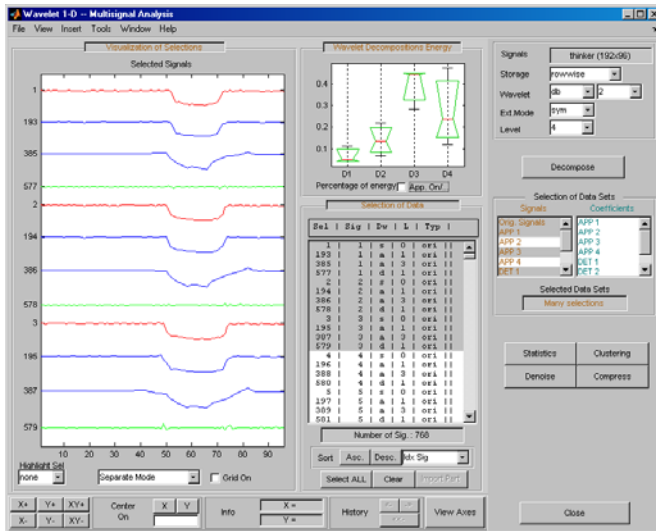 Wavelet 1-D -- Multisignal Analysis
File View Insert Tools Window Help
Visualization of Selections
Selected Signals
1
193
385
577
2
194
386
578
3
195
387
579
10 20 30 40 50 60 70 80 90
Highlight Sel
none
Separate Mode
Grid On
Wavelet Decompositions Energy
0.4
0.3
0.2
0.1
D1 D2 D3 D4
Percentage of energy App. On/..
Selection of Data
Sel | Sig | Dw | L | Typ |
1 | 1 | s | 0 | ori ||
193 | 1 | a | 1 | ori ||
385 | 1 | a | 3 | ori ||
577 | 1 | d | 1 | ori ||
2 | 2 | s | 0 | ori ||
194 | 2 | a | 1 | ori ||
386 | 2 | a | 3 | ori ||
578 | 2 | d | 1 | ori ||
3 | 3 | s | 0 | ori ||
195 | 3 | a | 1 | ori ||
387 | 3 | a | 3 | ori ||
579 | 3 | d | 1 | ori ||
4 | 4 | s | 0 | ori ||
196 | 4 | a | 1 | ori ||
388 | 4 | a | 3 | ori ||
580 | 4 | d | 1 | ori ||
5 | 5 | s | 0 | ori ||
197 | 5 | a | 1 | ori ||
389 | 5 | a | 3 | ori ||
581 | 5 | d | 1 | ori ||
Number of Sig. : 768
Sort Asc. Desc. Idx Sig
Select ALL Clear Import Part.
Signals thinker (192x96)
Storage rowwise
Wavelet db 2
Ext.Mode sym
Level 4
Decompose
Selection of Data Sets
Signals Coefficients
Orig. Signals APP 1
APP 1 APP 2
APP 2 APP 3
APP 3 APP 4
APP 4 DET 1
DET 1 DET 2
Selected Data Sets
Many selections
Statistics Clustering
Denoise Compress
X+ Y+ XY+
X- Y- XY-
Center
On
X Y
Info
X =
Y =
History
<- ->
<<-
View Axes
Close